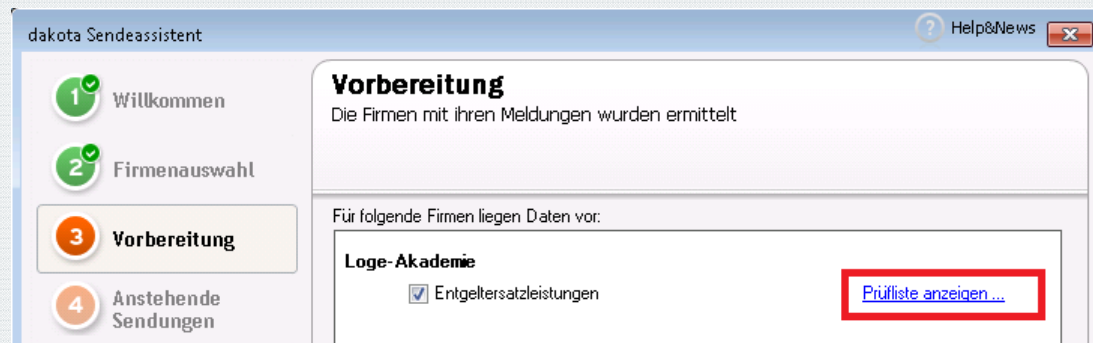 dakota Sendeassistent
? Help&News
1 Willkommen
2 Firmenauswahl
3 Vorbereitung
4 Anstehende
Sendungen
Vorbereitung
Die Firmen mit ihren Meldungen wurden ermittelt
Für folgende Firmen liegen Daten vor:
Loge-Akademie
Entgeltersatzleistungen
Prüfliste anzeigen ...